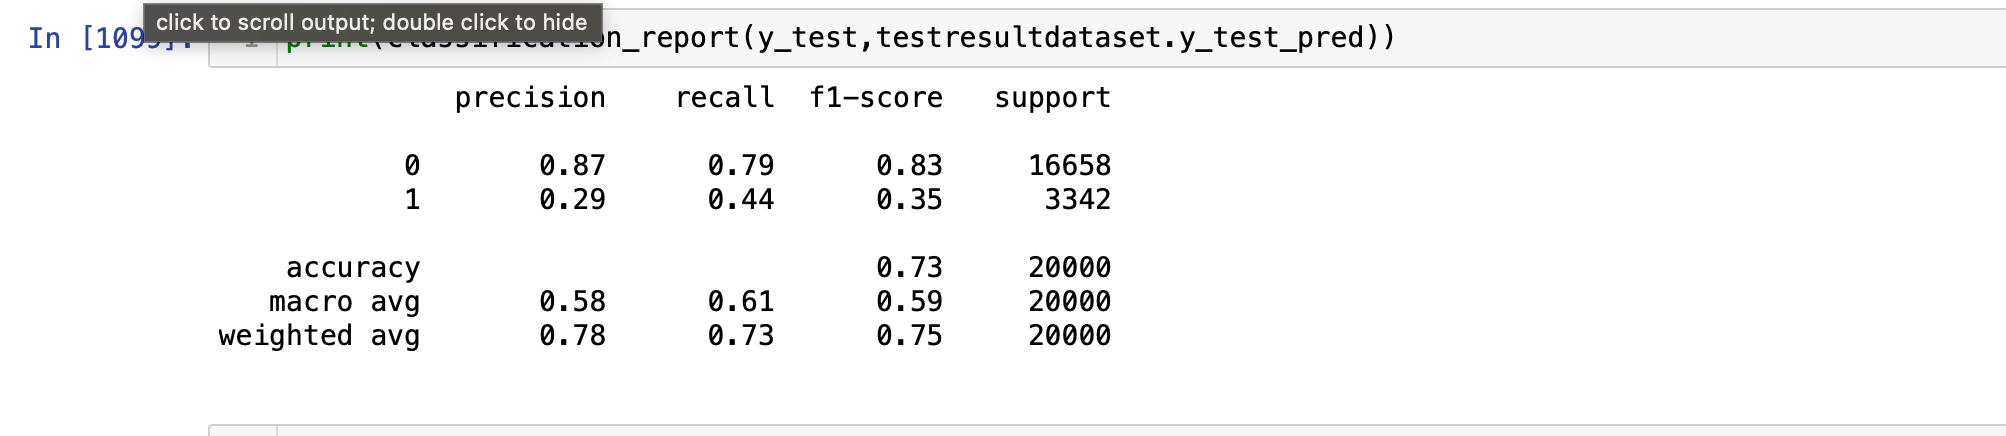 click to scroll output; double click to hide
In [109 _report(y_test,testresultdataset.y_test_pred))
precision recall f1-score support
0 0.87 0.79 0.83 16658
1 0.29 0.44 0.35 3342
accuracy 0.73 20000
macro avg 0.58 0.61 0.59 20000
weighted avg 0.78 0.73 0.75 20000